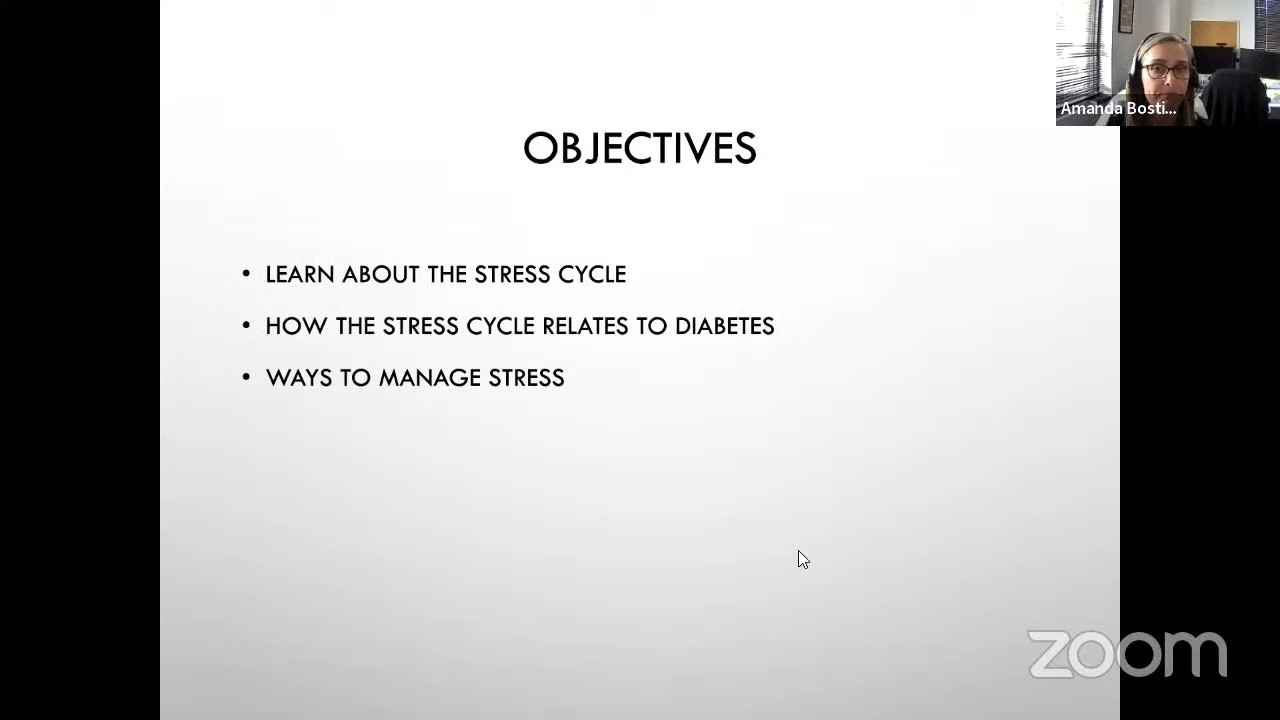 Amanda Bosti...
OBJECTIVES
• LEARN ABOUT THE STRESS CYCLE
• HOW THE STRESS CYCLE RELATES TO DIABETES
• WAYS TO MANAGE STRESS
zoom